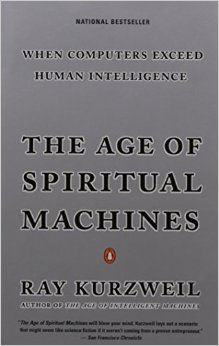 NATIONAL BESTSELLER
WHEN COMPUTERS EXCEED
HUMAN INTELLIGENCE
THE AGE OF
SPIRITUAL
MACHINES
RAY KURZWEIL
AUTHOR OF THE AGE OF INTELLIGENT MACHINES
"The Age of Spiritual Machines will blow your mind. Kurzweil lays out a scenario
that might seem like science fiction if it weren't coming from a proven entrepreneur."
— San Francisco Chronicle